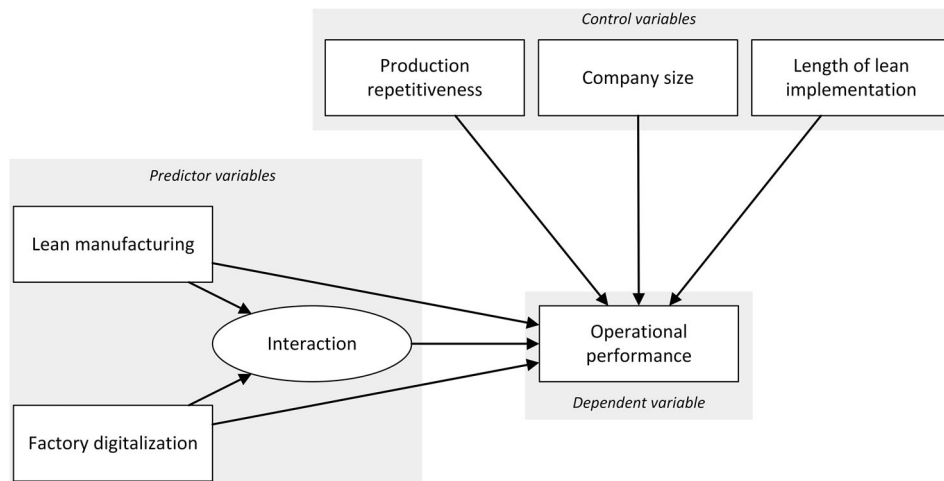 Control variables
Production
repetitiveness
Company size
Length of lean
implementation
Predictor variables
Lean manufacturing
Interaction
Factory digitalization
Operational
performance
Dependent variable